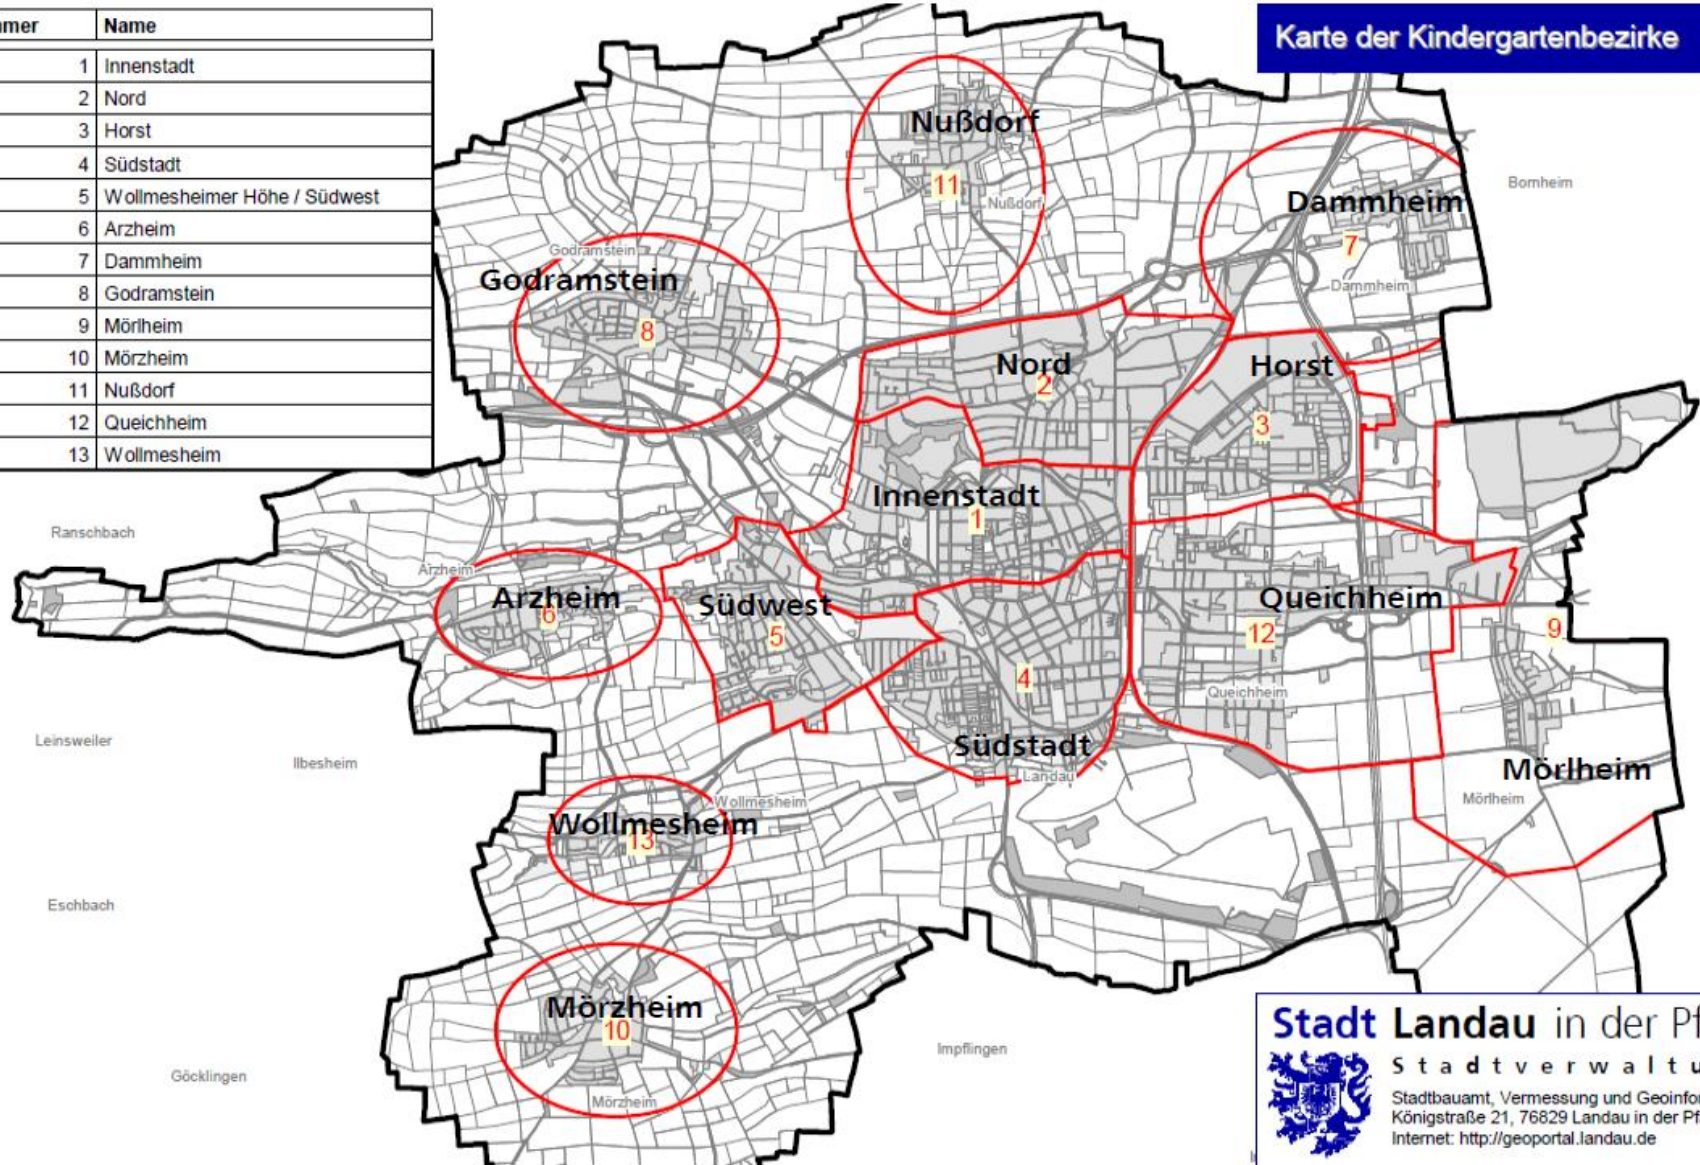 mmer Name
1 Innenstadt
2 Nord
3 Horst
4 Südstadt
5 Wollmesheimer Höhe / Südwest
6 Arzheim
7 Dammheim
8 Godramstein
9 Mörlheim
10 Mörzheim
11 Nußdorf
12 Queichheim
13 Wollmesheim
Karte der Kindergartenbezirke
Nußdorf
11
Nußdorf
Bornheim
Dammheim
7
Dammheim
Godramstein
Godramstein
8
Nord
2
Horst
3
Innenstadt
1
Ranschbach
Arzheim
Arzheim
6
Südwest
5
Queichheim
12
9
4
Queichheim
Leinsweiler
Ilbesheim
Südstadt
Landau
Mörlheim
Mörlheim
Wollmesheim
Wollmesheim
13
Eschbach
Mörzheim
10
Mörzheim
Göcklingen
Impflingen
Stadt Landau in der Pf
Stadtverwaltu
Stadtbauamt, Vermessung und Geoinfor
Königstraße 21, 76829 Landau in der Pf
Internet: http://geoportal.landau.de